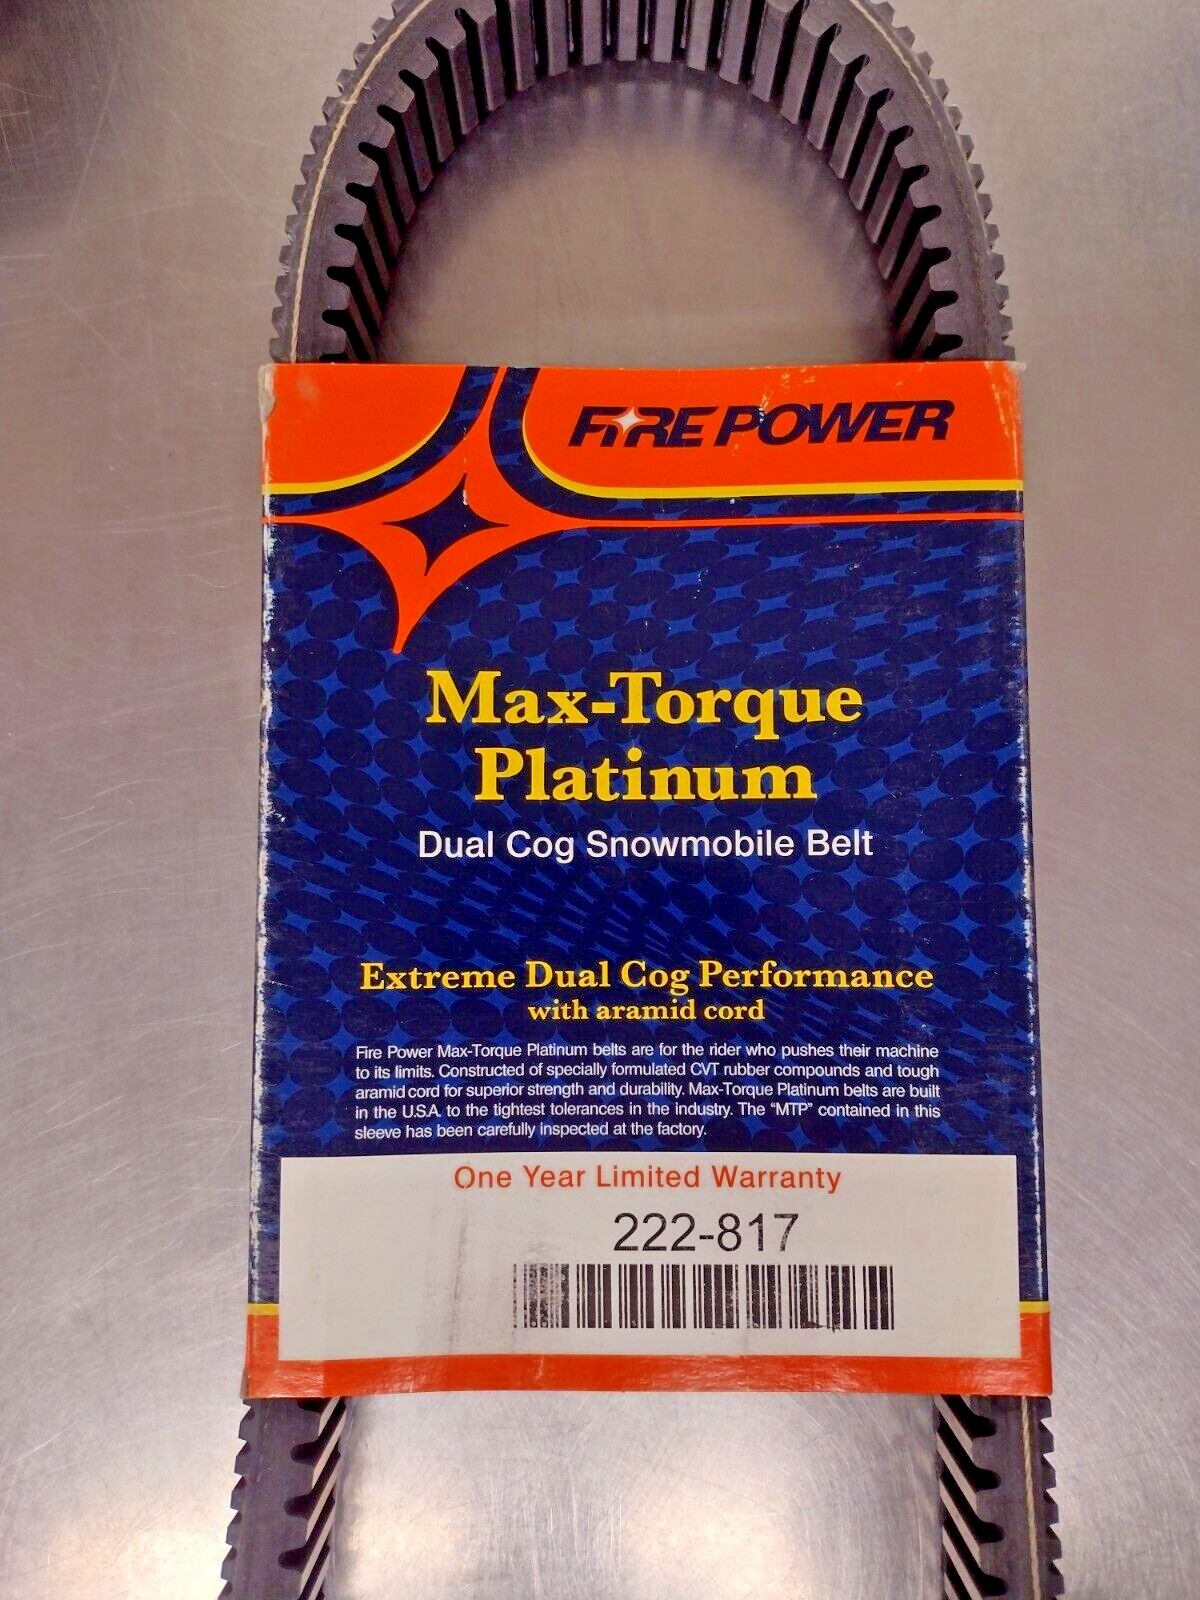 FIRE POWER
Max-Torque
Platinum
Dual Cog Snowmobile Belt
Extreme Dual Cog Performance
with aramid cord
Fire Power Max-Torque Platinum belts are for the rider who pushes their machine
to its limits. Constructed of specially formulated CVT rubber compounds and tough
aramid cord for superior strength and durability. Max-Torque Platinum belts are built
in the U.S.A. to the tightest tolerances in the industry. The “MTP” contained in this
sleeve has been carefully inspected at the factory.
One Year Limited Warranty
222-817